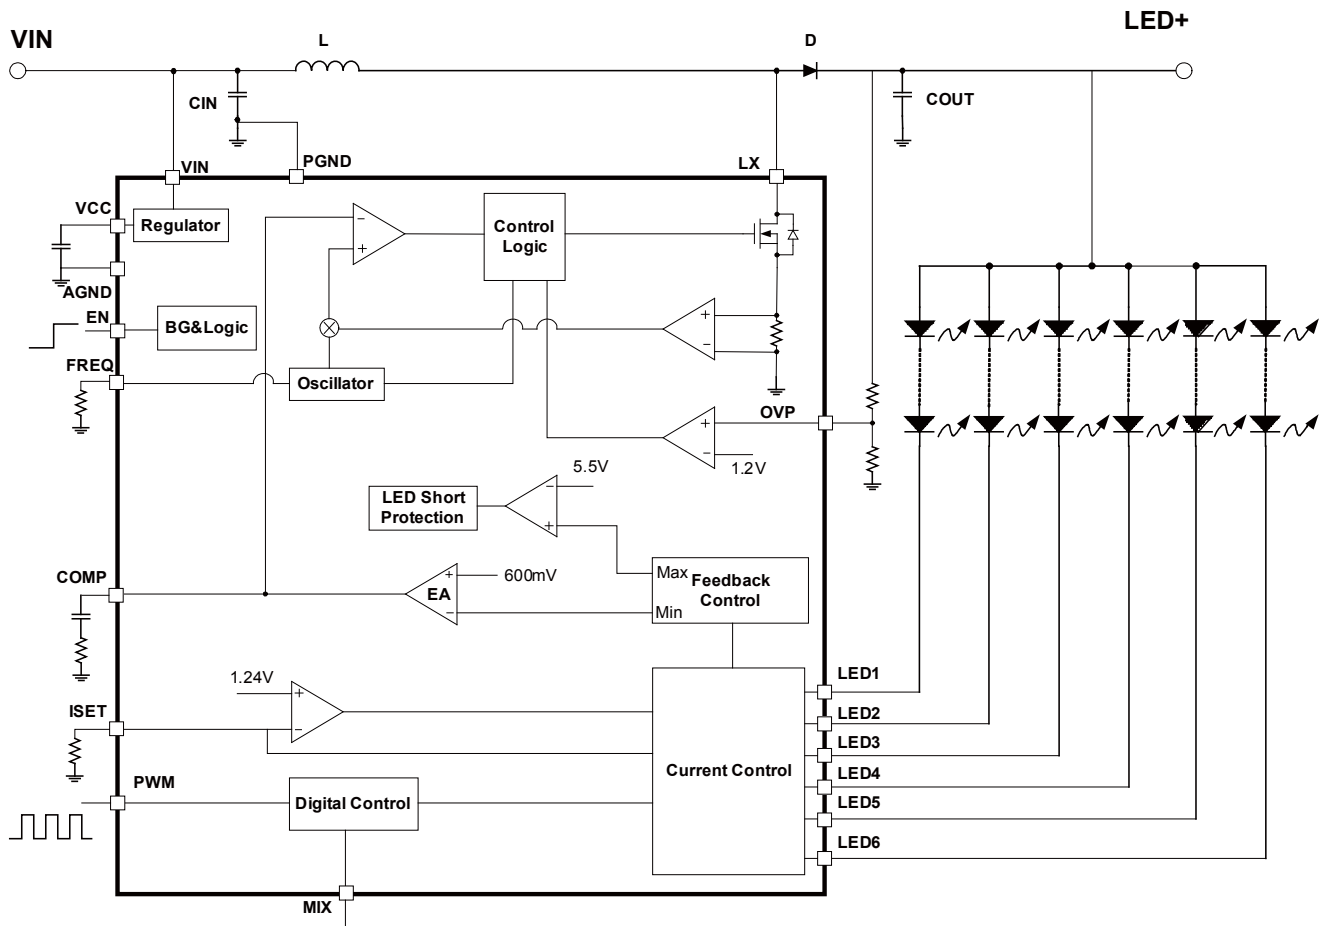 LED+
VIN
L
D
CIN
COUT
VIN
PGND
LX
VCC
Regulator
−
+
Control
Logic
AGND
EN
BG&Logic
+
−
FREQ
Oscillator
OVP
+
−
1.2V
5.5V
LED Short
Protection
−
+
COMP
EA
+
−
600mV
Max
Min
Feedback
Control
1.24V
+
−
ISET
LED1
LED2
LED3
Current Control
LED4
PWM
Digital Control
LED5
LED6
MIX